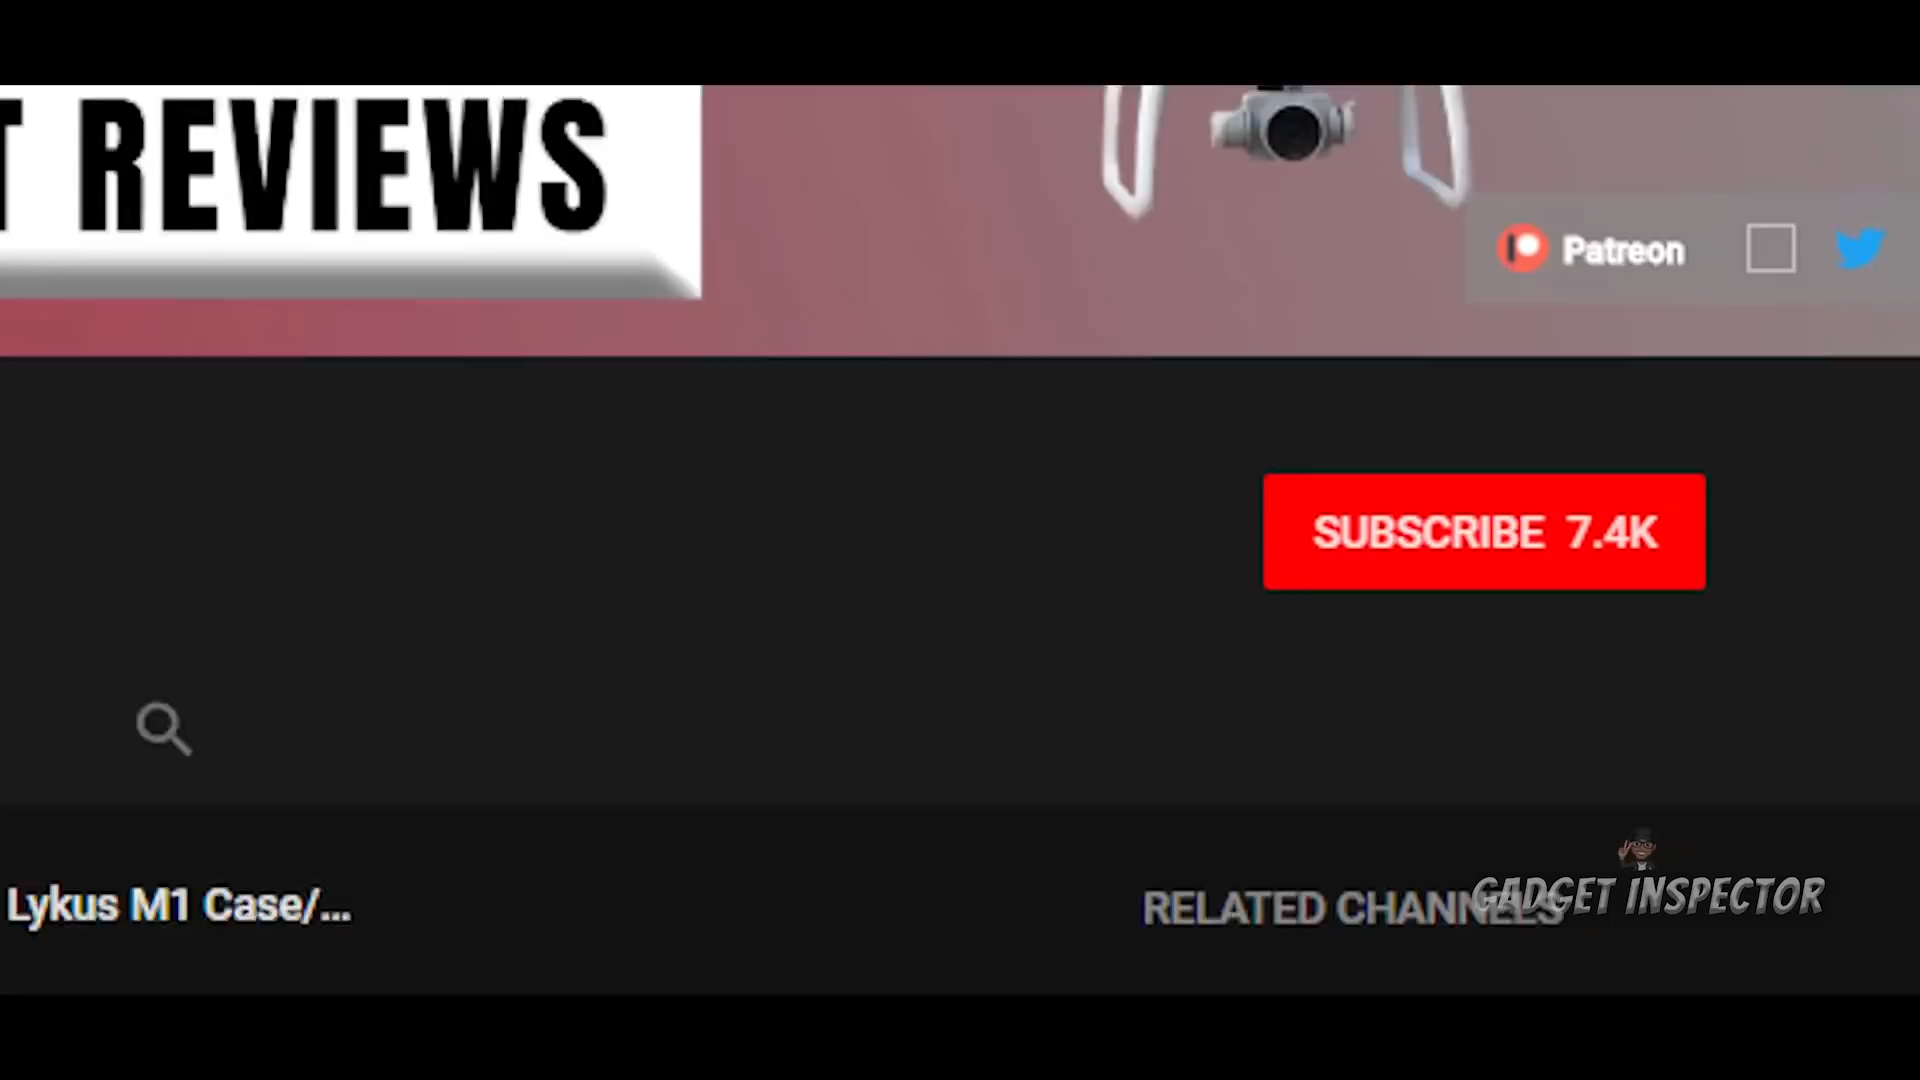 T REVIEWS
Patreon
SUBSCRIBE 7.4K
Lykus M1 Case/...
RELATED CHANNELS
GADGET INSPECTOR